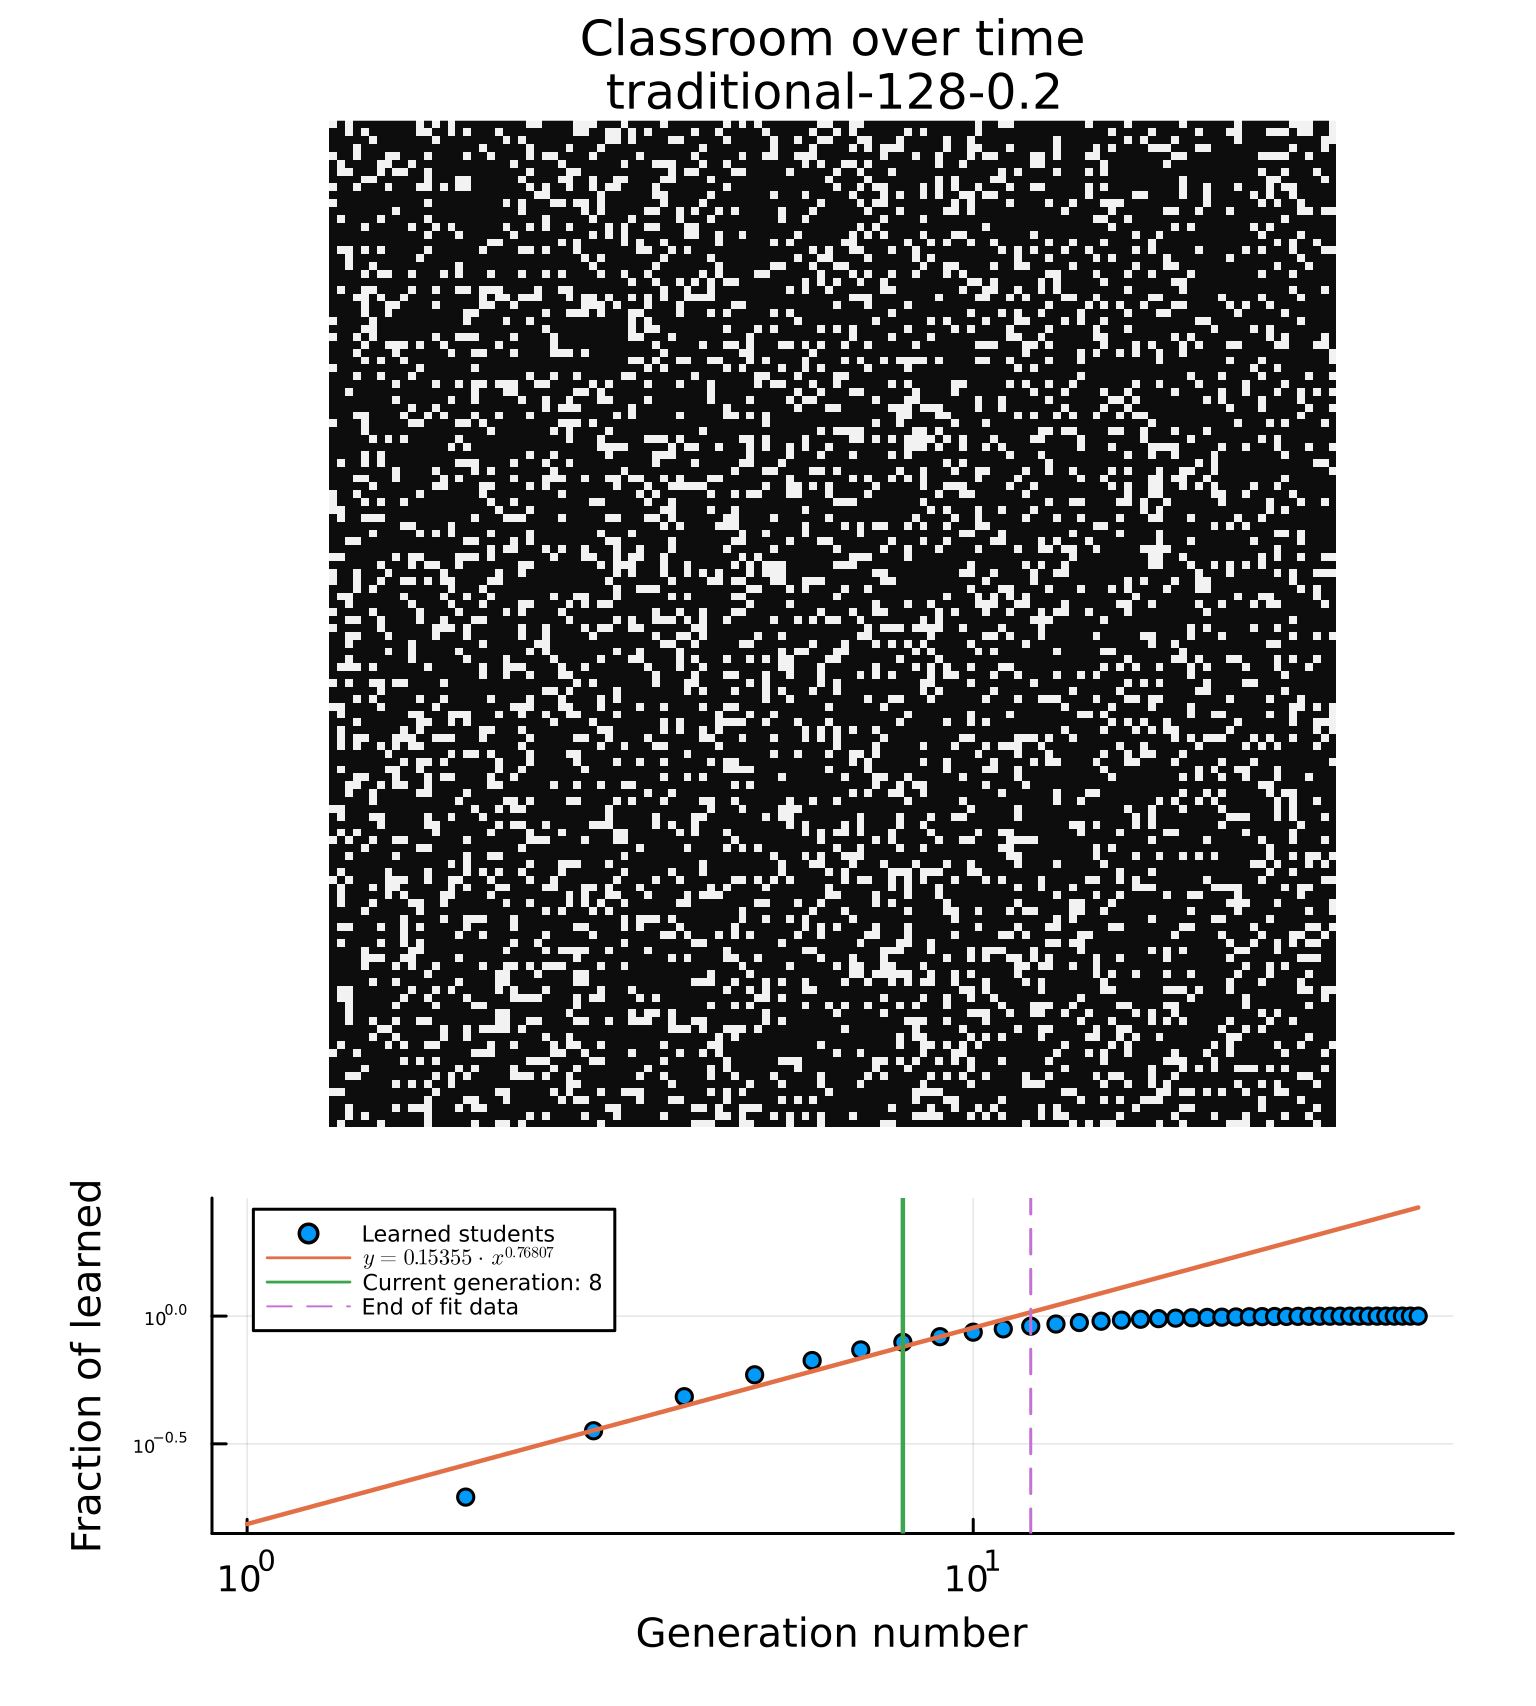 Classroom over time
traditional-128-0.2
Fraction of learned
Learned students
y = 0.15355 · x^0.76807
Current generation: 8
End of fit data
10^0.0
10^−0.5
10^0
10^1
Generation number